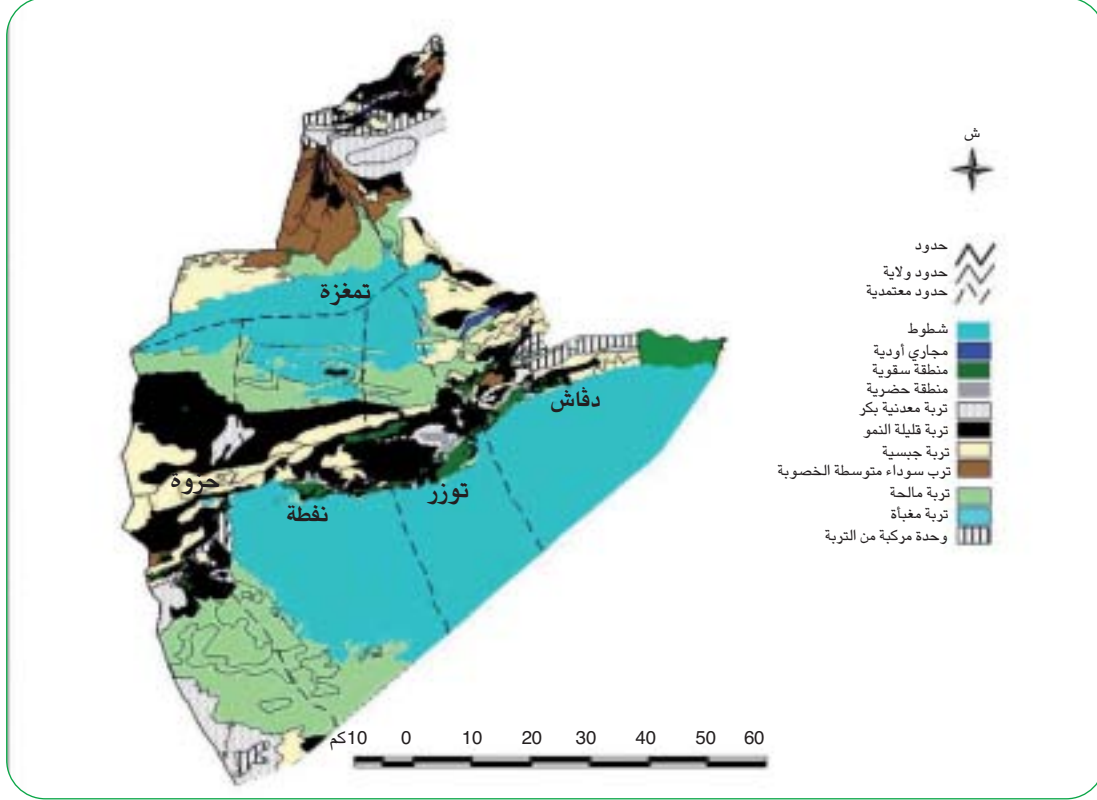 ش
حدود
حدود ولاية
حدود معتمدية
شطوط
مجاري أودية
منطقة سقوية
منطقة حضرية
تربة معدنية بكر
تربة قليلة النمو
تربة جبسية
ترب سوداء متوسطة الخصوبة
تربة مالحة
تربة مغبأة
وحدة مركبة من التربة
تمغزة
دڤاش
حزوة
توزر
نفطة
10كم 0 10 20 30 40 50 60